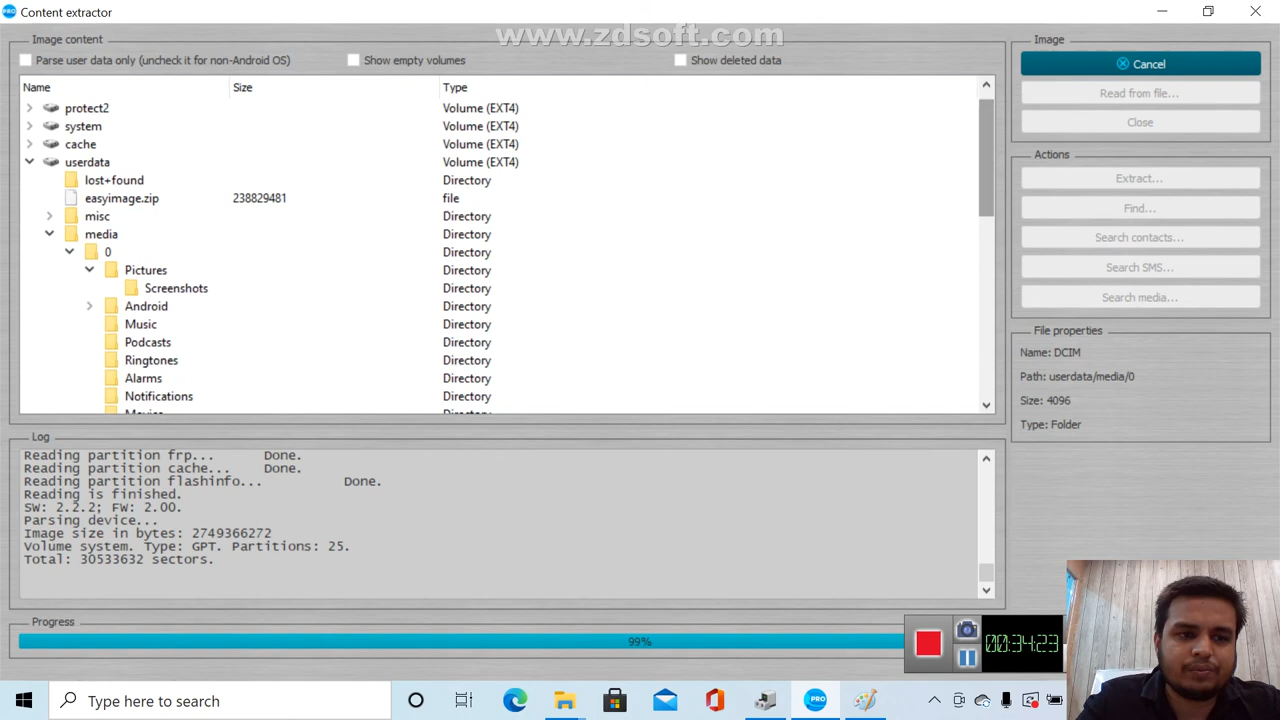 PRO Content extractor
www.zdsoft.com
Image content
Parse user data only (uncheck it for non-Android OS)
Show empty volumes
Show deleted data
Name Size Type
protect2 Volume (EXT4)
system Volume (EXT4)
cache Volume (EXT4)
userdata Volume (EXT4)
lost+found Directory
easyimage.zip 238829481 file
misc Directory
media Directory
0 Directory
Pictures Directory
Screenshots Directory
Android Directory
Music Directory
Podcasts Directory
Ringtones Directory
Alarms Directory
Notifications Directory
Movies Directory
Image
Cancel
Read from file...
Close
Actions
Extract...
Find...
Search contacts...
Search SMS...
Search media...
File properties
Name: DCIM
Path: userdata/media/0
Size: 4096
Type: Folder
Log
Reading partition frp... Done.
Reading partition cache... Done.
Reading partition flashinfo... Done.
Reading is finished.
SW: 2.2.2; FW: 2.00.
Parsing device...
Image size in bytes: 2749366272
Volume system. Type: GPT. Partitions: 25.
Total: 30533632 sectors.
Progress
99%
00:34:23
Type here to search
PRO